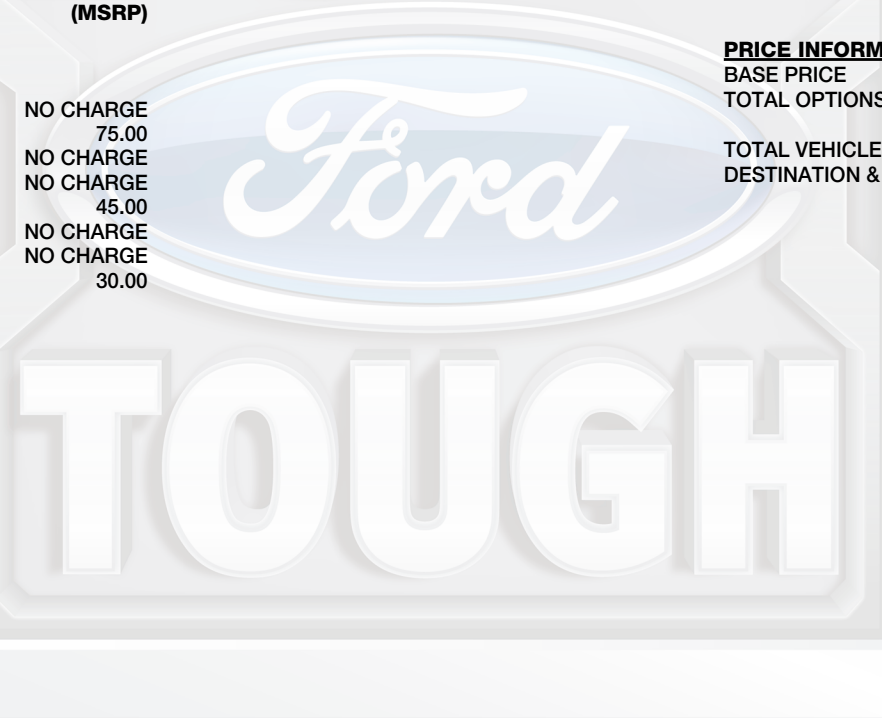 (MSRP)
NO CHARGE
75.00
NO CHARGE
NO CHARGE
45.00
NO CHARGE
NO CHARGE
30.00
PRICE INFORM
BASE PRICE
TOTAL OPTIONS
TOTAL VEHICLE
DESTINATION &
Ford
TOUGH